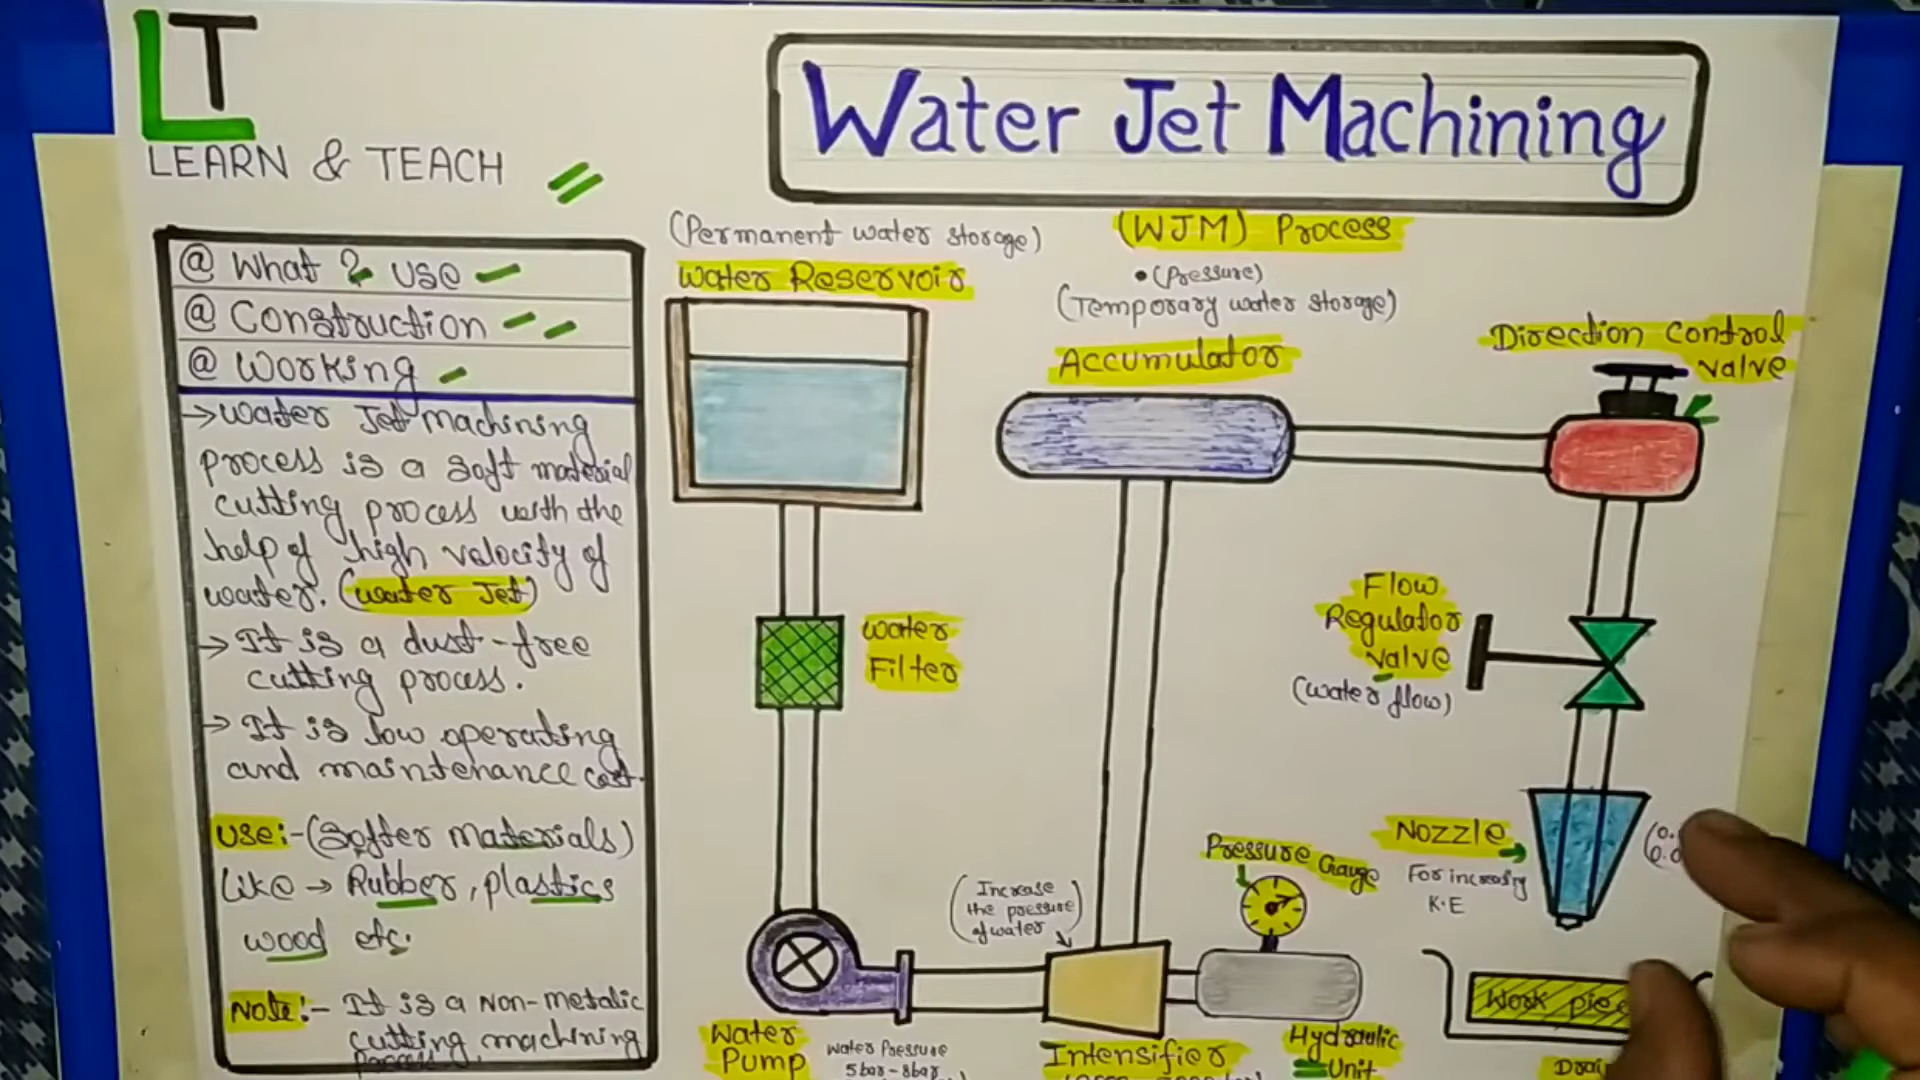 LT
LEARN & TEACH
Water Jet Machining
(WJM) Process
@ What ? Use
@ Construction
@ Working
→ Water Jet machining
process is a soft material
cutting process with the
help of high velocity of
water. (Water Jet)
→ It is a dust-free
cutting process.
→ It is low operating
and maintenance cost.
Use:- (Softer Materials)
Like → Rubber, plastics
wood etc.
Note:- It is a Non-metalic
cutting machining
process.
(Permanent water storage)
Water Reservoir
• (Pressure)
(Temporary water storage)
Accumulator
Direction Control
Valve
Water
Filter
Flow
Regulator
Valve
(water flow)
Nozzle
For increasing
K.E
Pressure Gauge
(Increase
the pressure
of water)
Work piece
Water
Pump
Water Pressure
5bar-8bar
Intensifier
Hydraulic
Unit